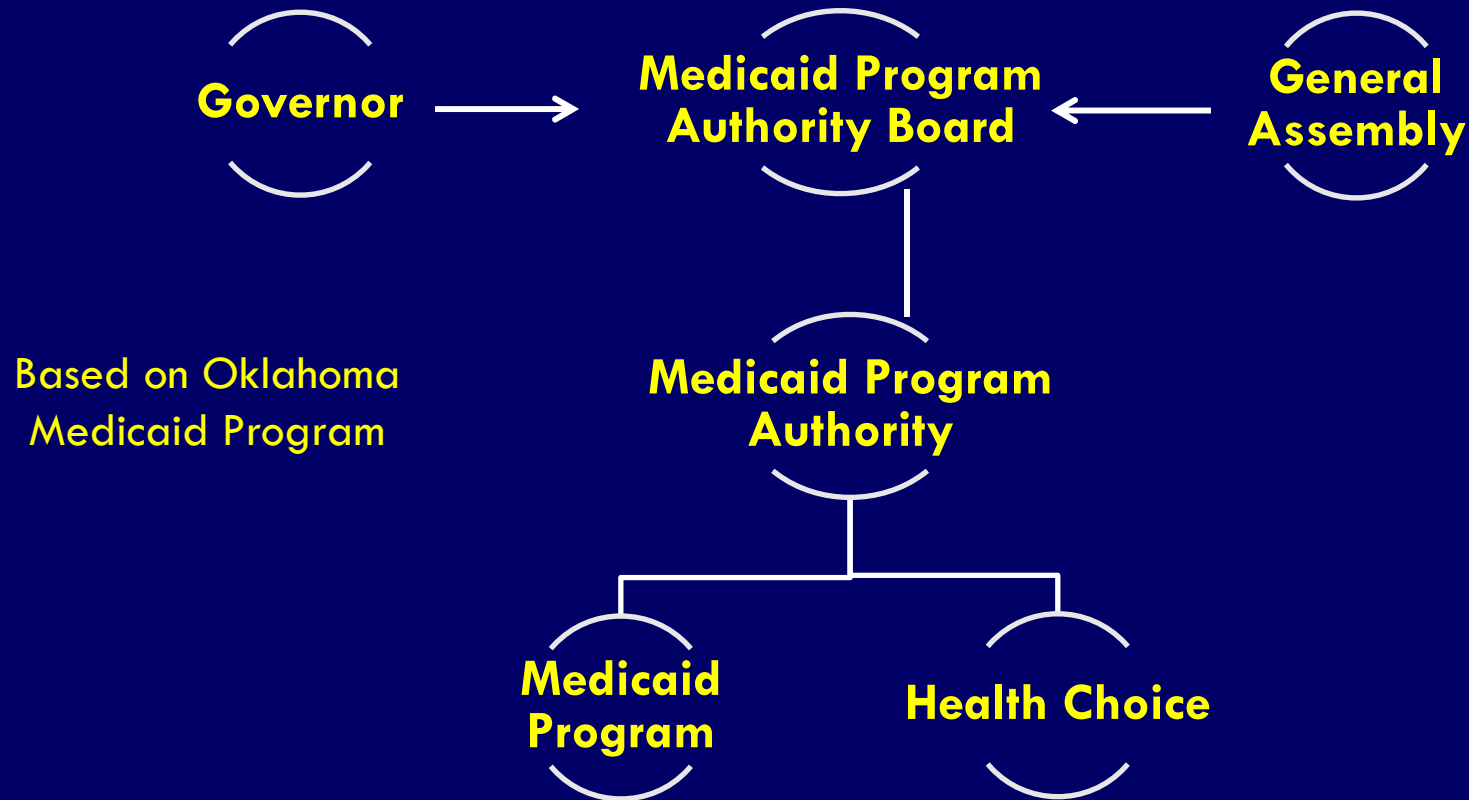 Governor
Medicaid Program
Authority Board
General
Assembly
Based on Oklahoma
Medicaid Program
Medicaid Program
Authority
Medicaid
Program
Health Choice